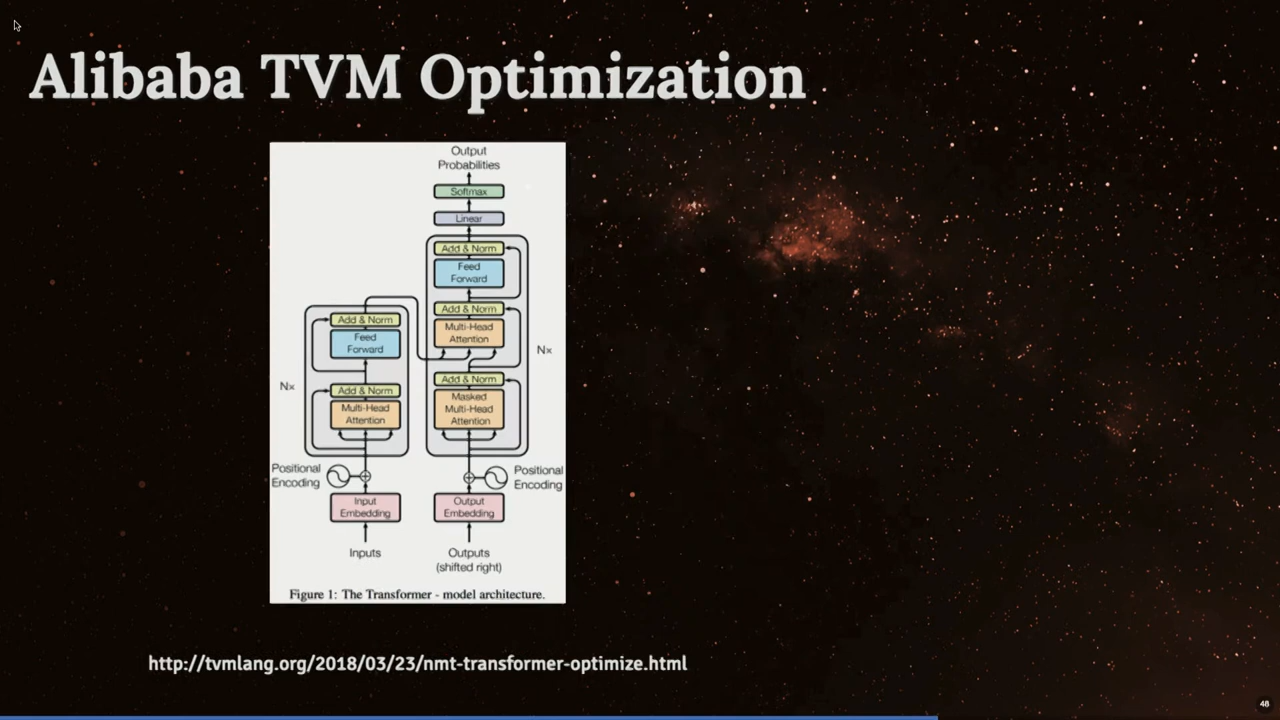 Alibaba TVM Optimization
Output
Probabilities
Softmax
Linear
Add & Norm
Feed
Forward
Add & Norm
Multi-Head
Attention
Nx
Add & Norm
Masked
Multi-Head
Attention
Add & Norm
Feed
Forward
Nx
Add & Norm
Multi-Head
Attention
Positional
Encoding
Positional
Encoding
Input
Embedding
Output
Embedding
Inputs
Outputs
(shifted right)
Figure 1: The Transformer - model architecture.
http://tvmlang.org/2018/03/23/nmt-transformer-optimize.html
48